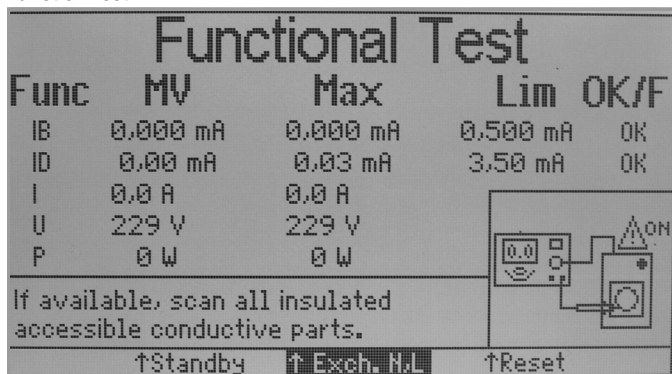 Functional Test
Func MV Max Lim OK/F
IB 0,000 mA 0,000 mA 0,500 mA OK
ID 0,00 mA 0,03 mA 3,50 mA OK
I 0,0 A 0,0 A
U 229 V 229 V
P 0 W 0 W
ON
0.0
If available, scan all insulated
accessible conductive parts.
↑Standby ↑ Exch. N,L ↑Reset